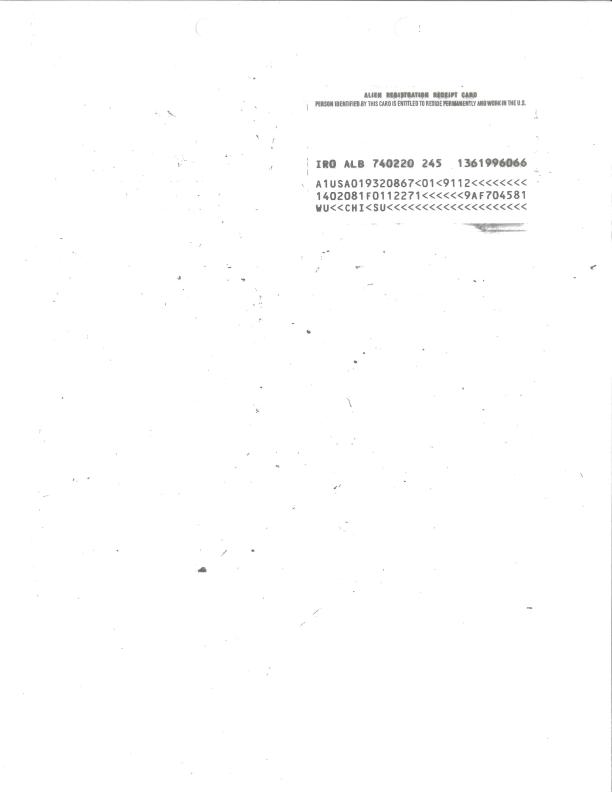 ALIEN REGISTRATION RECEIPT CARD
PERSON IDENTIFIED BY THIS CARD IS ENTITLED TO RESIDE PERMANENTLY AND WORK IN THE U.S.
IRO ALB 740220 245 1361996066
A1USA019320867<01<9112<<<<<<<<
1402081F0112271<<<<<<9AF704581
WU<<CHI<SU<<<<<<<<<<<<<<<<<<<<